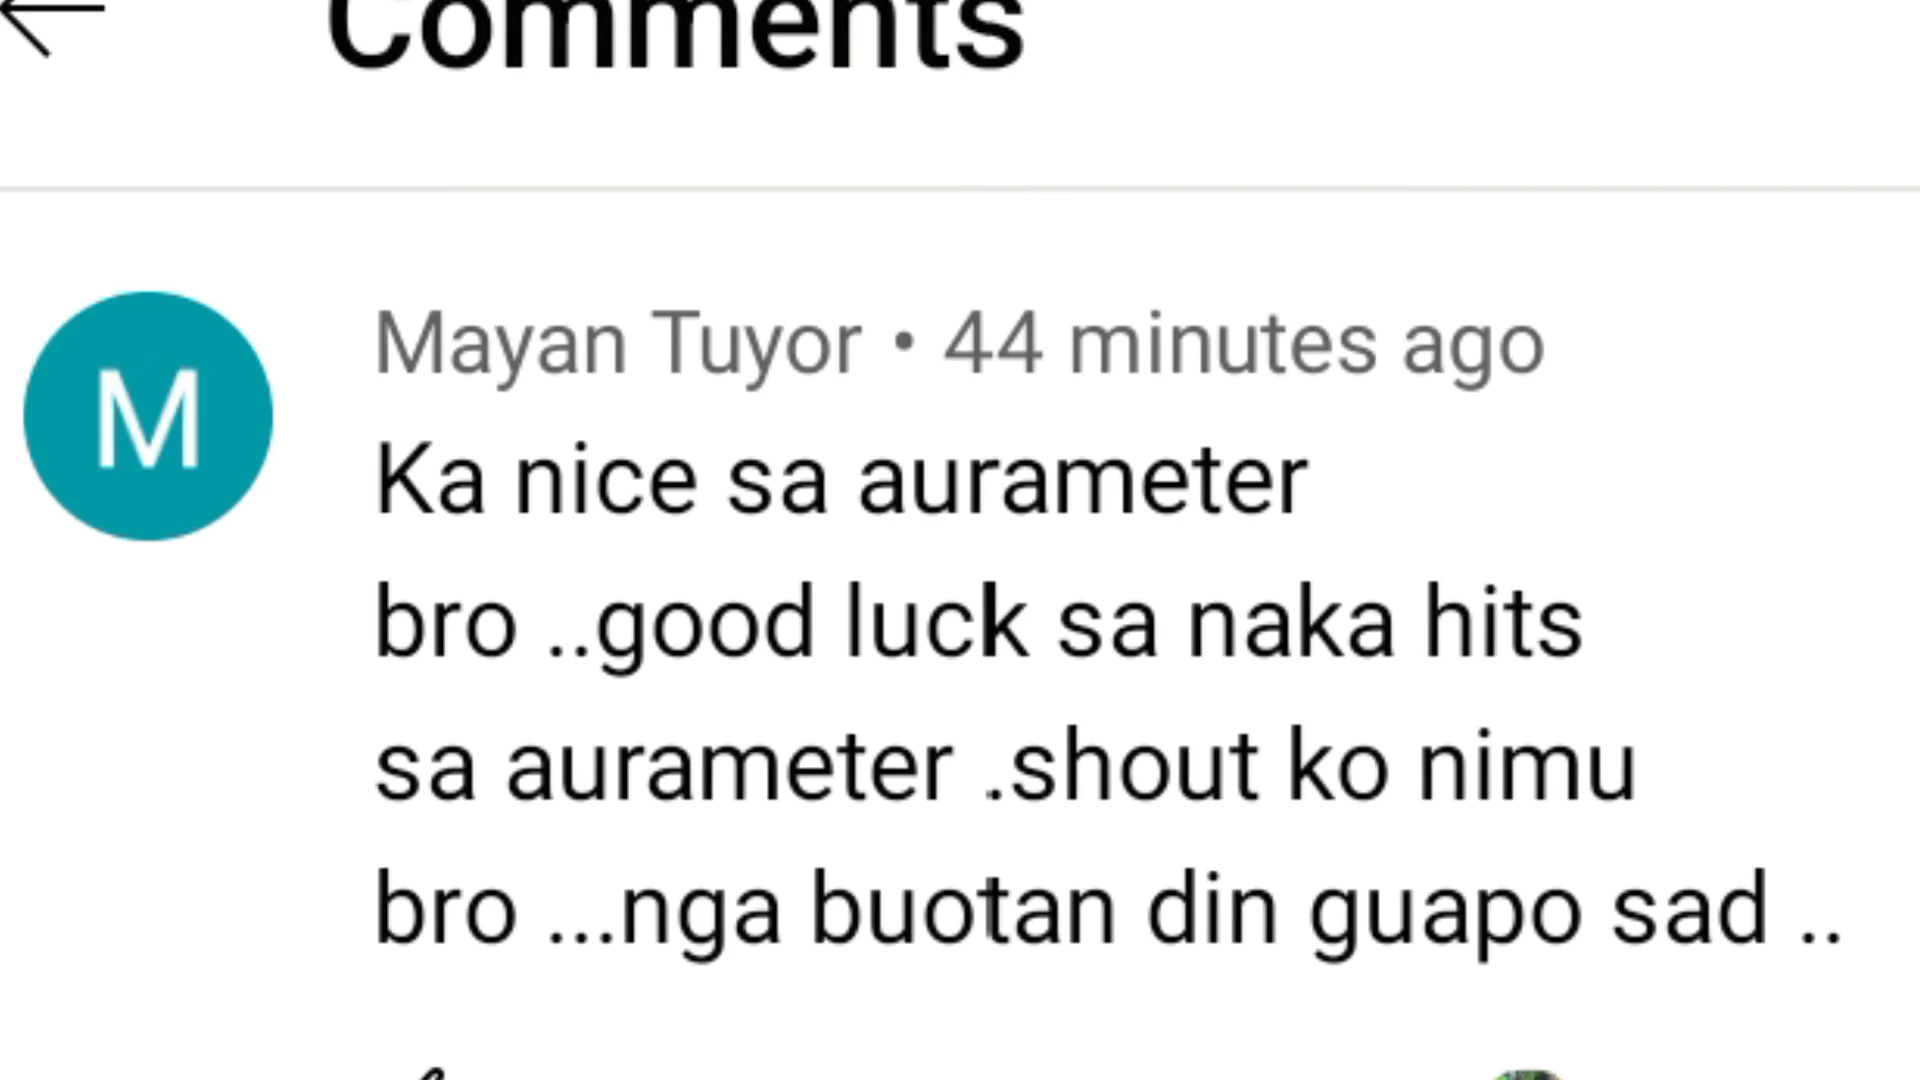 Comments
M
Mayan Tuyor • 44 minutes ago
Ka nice sa aurameter
bro ..good luck sa naka hits
sa aurameter .shout ko nimu
bro ...nga buotan din guapo sad ..